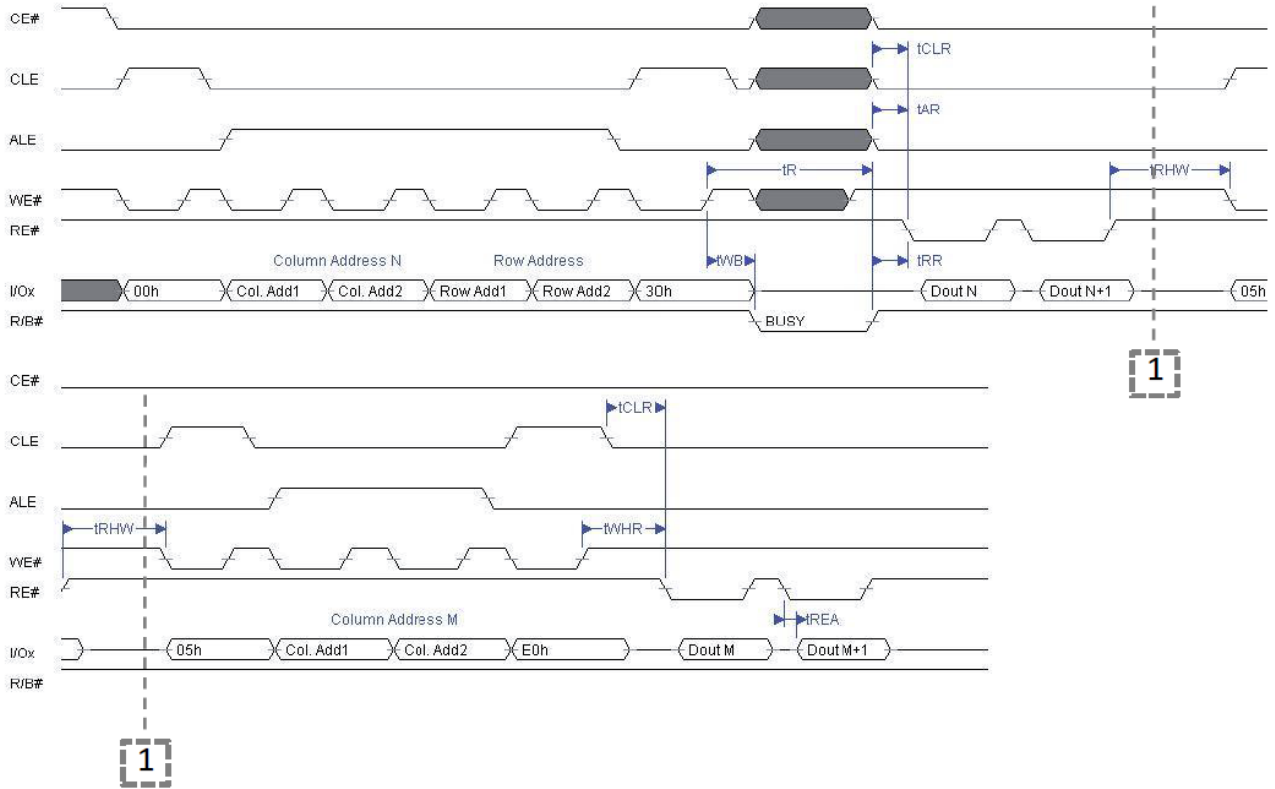 CE#
tCLR
CLE
tAR
ALE
tR
tRHW
WE#
RE#
Column Address N Row Address tWB tRR
I/Ox 00h Col. Add1 Col. Add2 Row Add1 Row Add2 30h Dout N Dout N+1 05h
R/B# BUSY
1
CE#
tCLR
CLE
ALE
tRHW tWHR
WE#
RE#
Column Address M tREA
I/Ox 05h Col. Add1 Col. Add2 E0h Dout M Dout M+1
R/B#
1